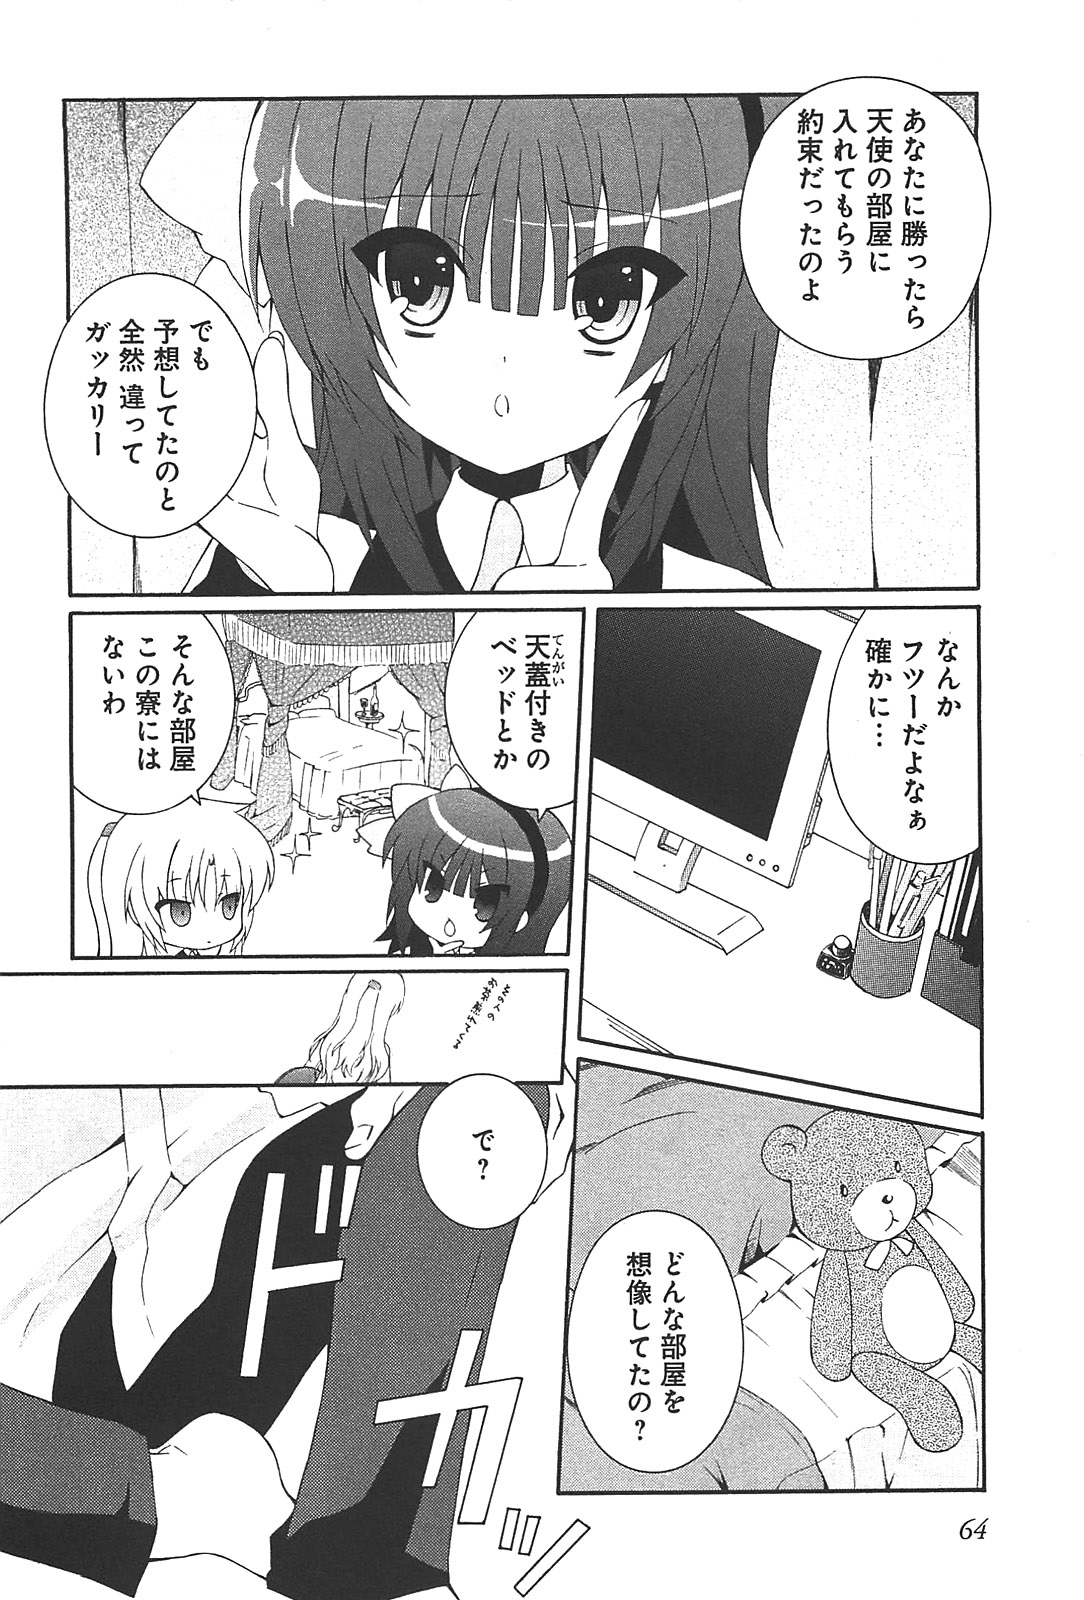 あなたに勝ったら
天使の部屋に
入れてもらう
約束だったのよ
でも
予想してたのと
全然 違って
ガッカリー
なんか
フツーだよなぁ
確かに…
天蓋付きの
てんがい
ベッドとか
そんな部屋
この寮には
ないわ
どんな部屋を
想像してたの?
で?
ドドッ
64